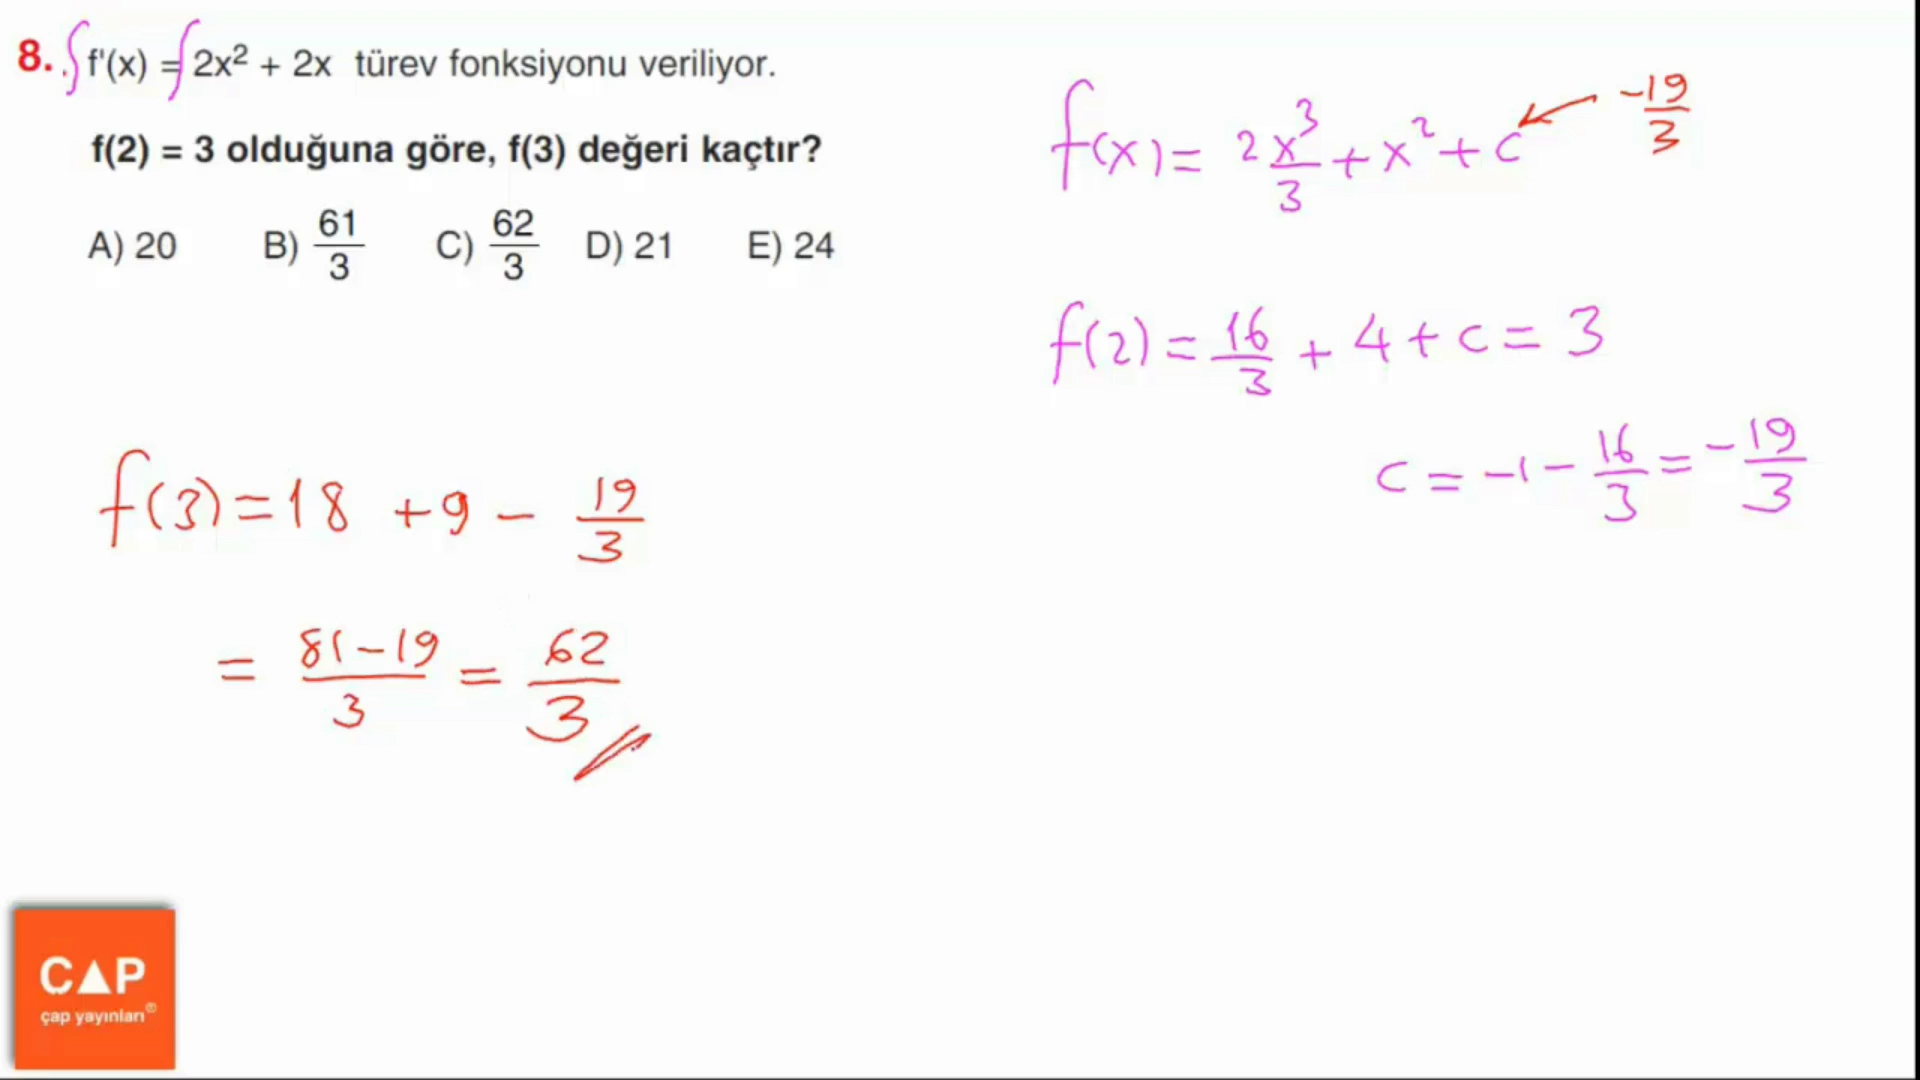 8. ∫ f'(x) = ∫ 2x² + 2x türev fonksiyonu veriliyor.
f(2) = 3 olduğuna göre, f(3) değeri kaçtır?
A) 20 B) 61/3 C) 62/3 D) 21 E) 24
f(x) = 2x³/3 + x² + c ← -19/3
f(2) = 16/3 + 4 + c = 3
c = -1 - 16/3 = -19/3
f(3) = 18 + 9 - 19/3
= 81-19/3 = 62/3
CAP
çap yayınları®